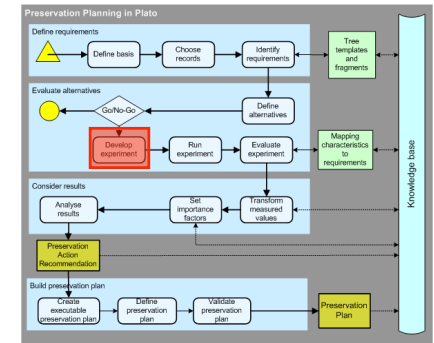 Preservation Planning in Plato
Define requirements
Define basis
Choose
records
Identify
requirements
Tree
templates
and
fragments
Evaluate alternatives
Go/No-Go
Define
alternatives
Develop
experiment
Run
experiment
Evaluate
experiment
Mapping
characteristics
to
requirements
Knowledge base
Consider results
Analyse
results
Set
importance
factors
Transform
measured
values
Preservation
Action
Recommendation
Build preservation plan
Create
executable
preservation plan
Define
preservation
plan
Validate
preservation
plan
Preservation
Plan